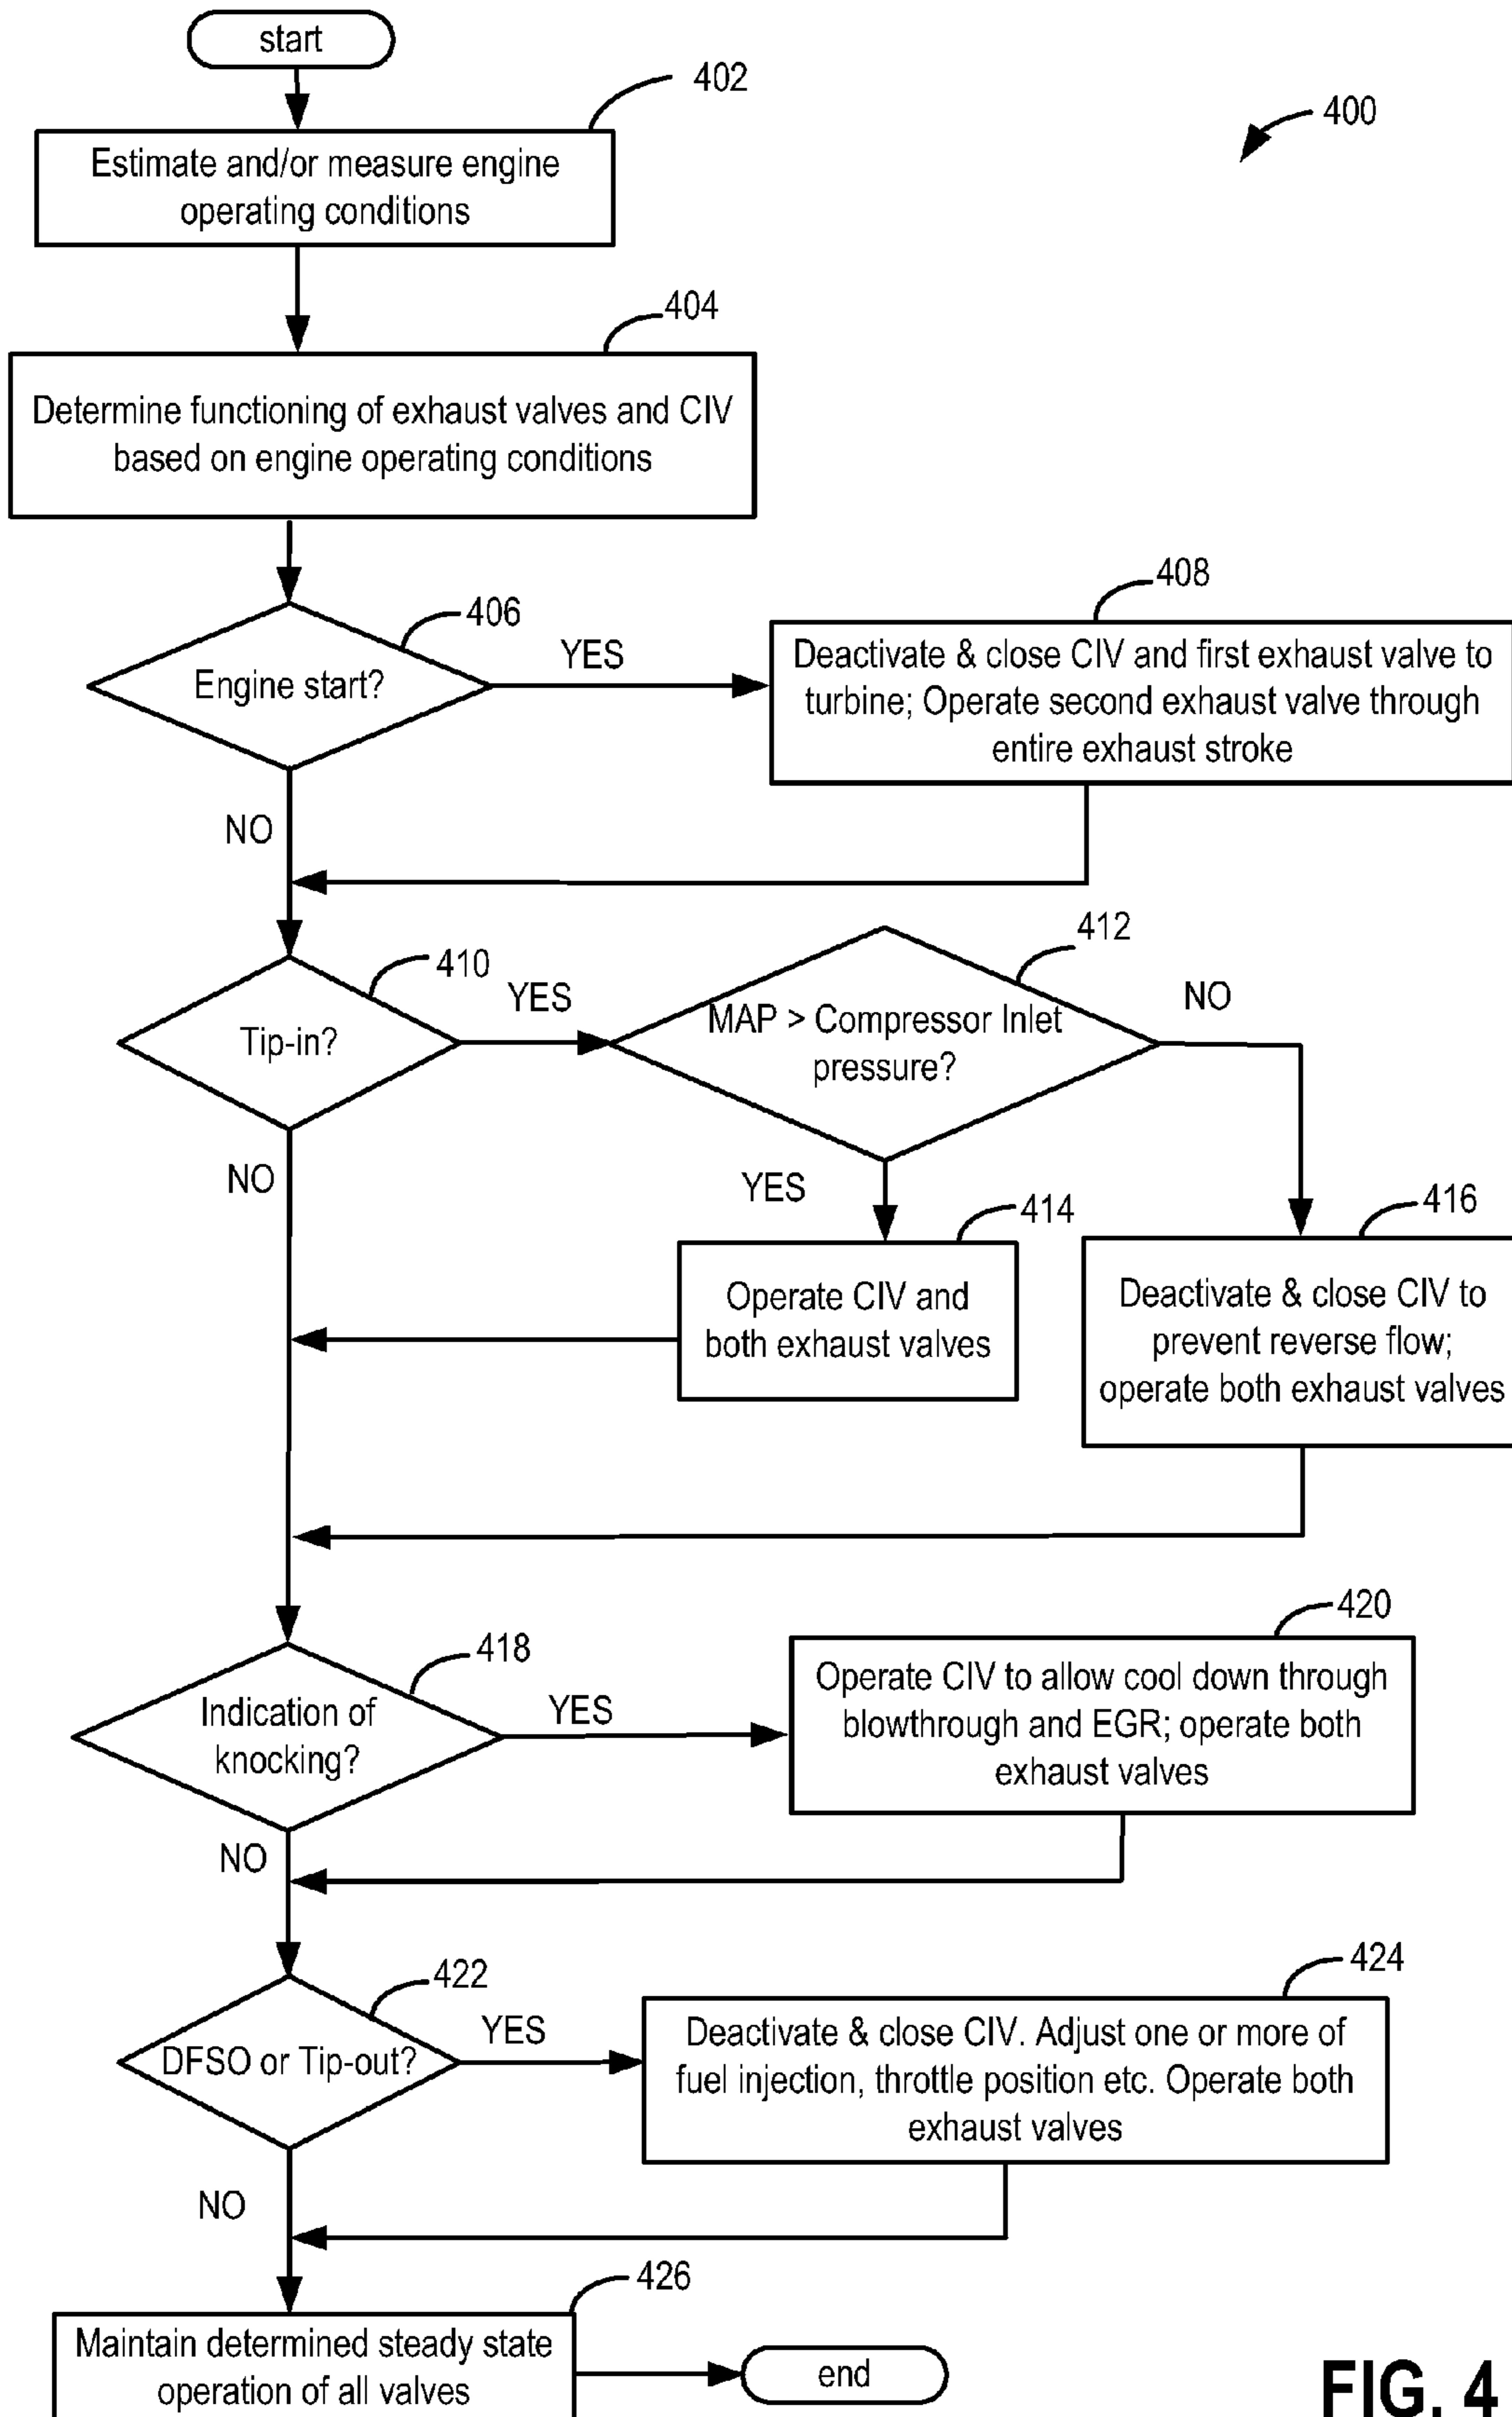 start
402
400
Estimate and/or measure engine
operating conditions
404
Determine functioning of exhaust valves and CIV
based on engine operating conditions
406
Engine start?
YES
NO
408
Deactivate & close CIV and first exhaust valve to
turbine; Operate second exhaust valve through
entire exhaust stroke
410
Tip-in?
YES
NO
412
MAP > Compressor Inlet
pressure?
NO
YES
414
Operate CIV and
both exhaust valves
416
Deactivate & close CIV to
prevent reverse flow;
operate both exhaust valves
418
Indication of
knocking?
YES
NO
420
Operate CIV to allow cool down through
blowthrough and EGR; operate both
exhaust valves
422
DFSO or Tip-out?
YES
NO
424
Deactivate & close CIV. Adjust one or more of
fuel injection, throttle position etc. Operate both
exhaust valves
426
Maintain determined steady state
operation of all valves
end
FIG. 4